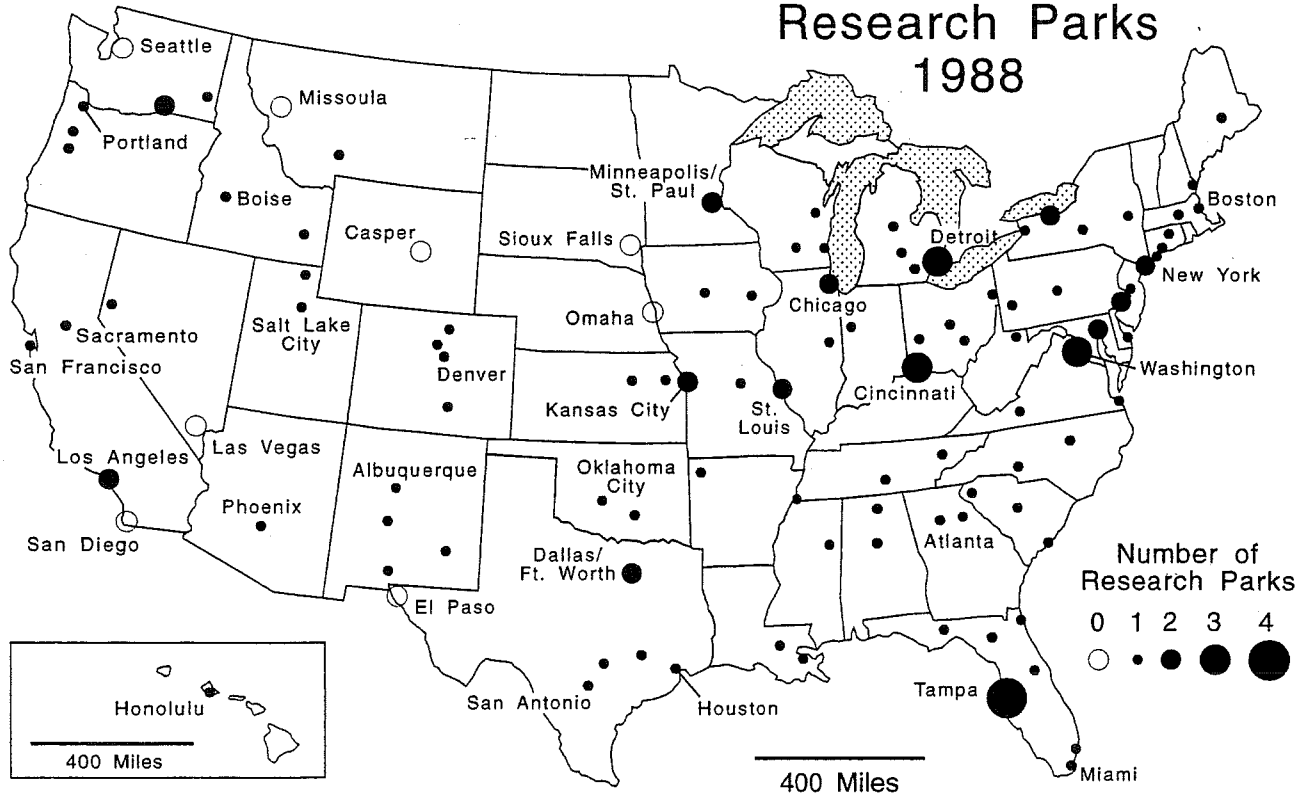 Research Parks
1988
Seattle
Missoula
Portland
Minneapolis/
St. Paul
Boise
Boston
Casper
Sioux Falls
Detroit
New York
Chicago
Omaha
Salt Lake
City
Sacramento
San Francisco
Denver
Washington
Cincinnati
Kansas City
St.
Louis
Las Vegas
Los Angeles
Albuquerque
Oklahoma
City
Phoenix
San Diego
Atlanta
Dallas/
Ft. Worth
El Paso
Number of
Research Parks
0 1 2 3 4
Tampa
San Antonio
Houston
Honolulu
400 Miles
400 Miles
Miami